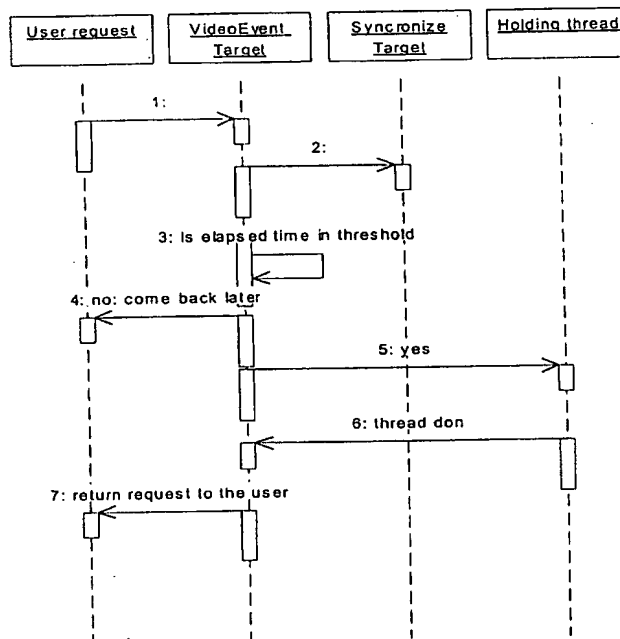 User request
VideoEvent_
Target
Syncronize
Target
Holding thread
1:
2:
3: Is elapsed time in threshold
4: no: come back later
5: yes
6: thread don
7: return request to the user